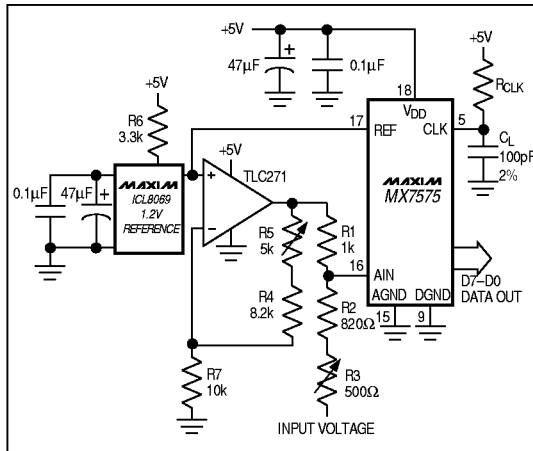 +5V
+5V
47µF
+
0.1µF
18
VDD
RCLK
+5V
R6
3.3k
17
REF
CLK
5
CL
100pF
2%
+5V
TLC271
0.1µF
47µF
+
MAXIM
ICL8069
1.2V
REFERENCE
+
−
MAXIM
MX7575
R5
5k
R1
1k
16
AIN
D7–D0
DATA OUT
R4
8.2k
R2
820Ω
AGND
DGND
15
9
R7
10k
R3
500Ω
INPUT VOLTAGE